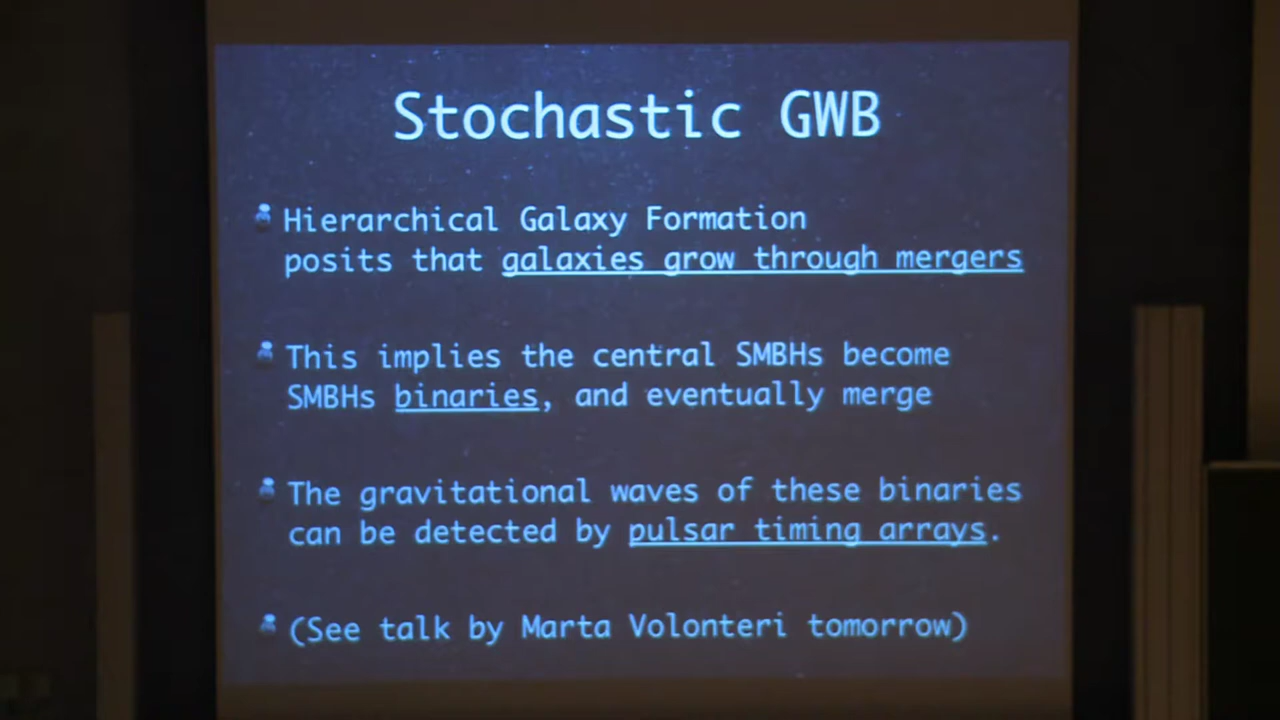 Stochastic GWB
Hierarchical Galaxy Formation
posits that galaxies grow through mergers
This implies the central SMBHs become
SMBHs binaries, and eventually merge
The gravitational waves of these binaries
can be detected by pulsar timing arrays.
(See talk by Marta Volonteri tomorrow)